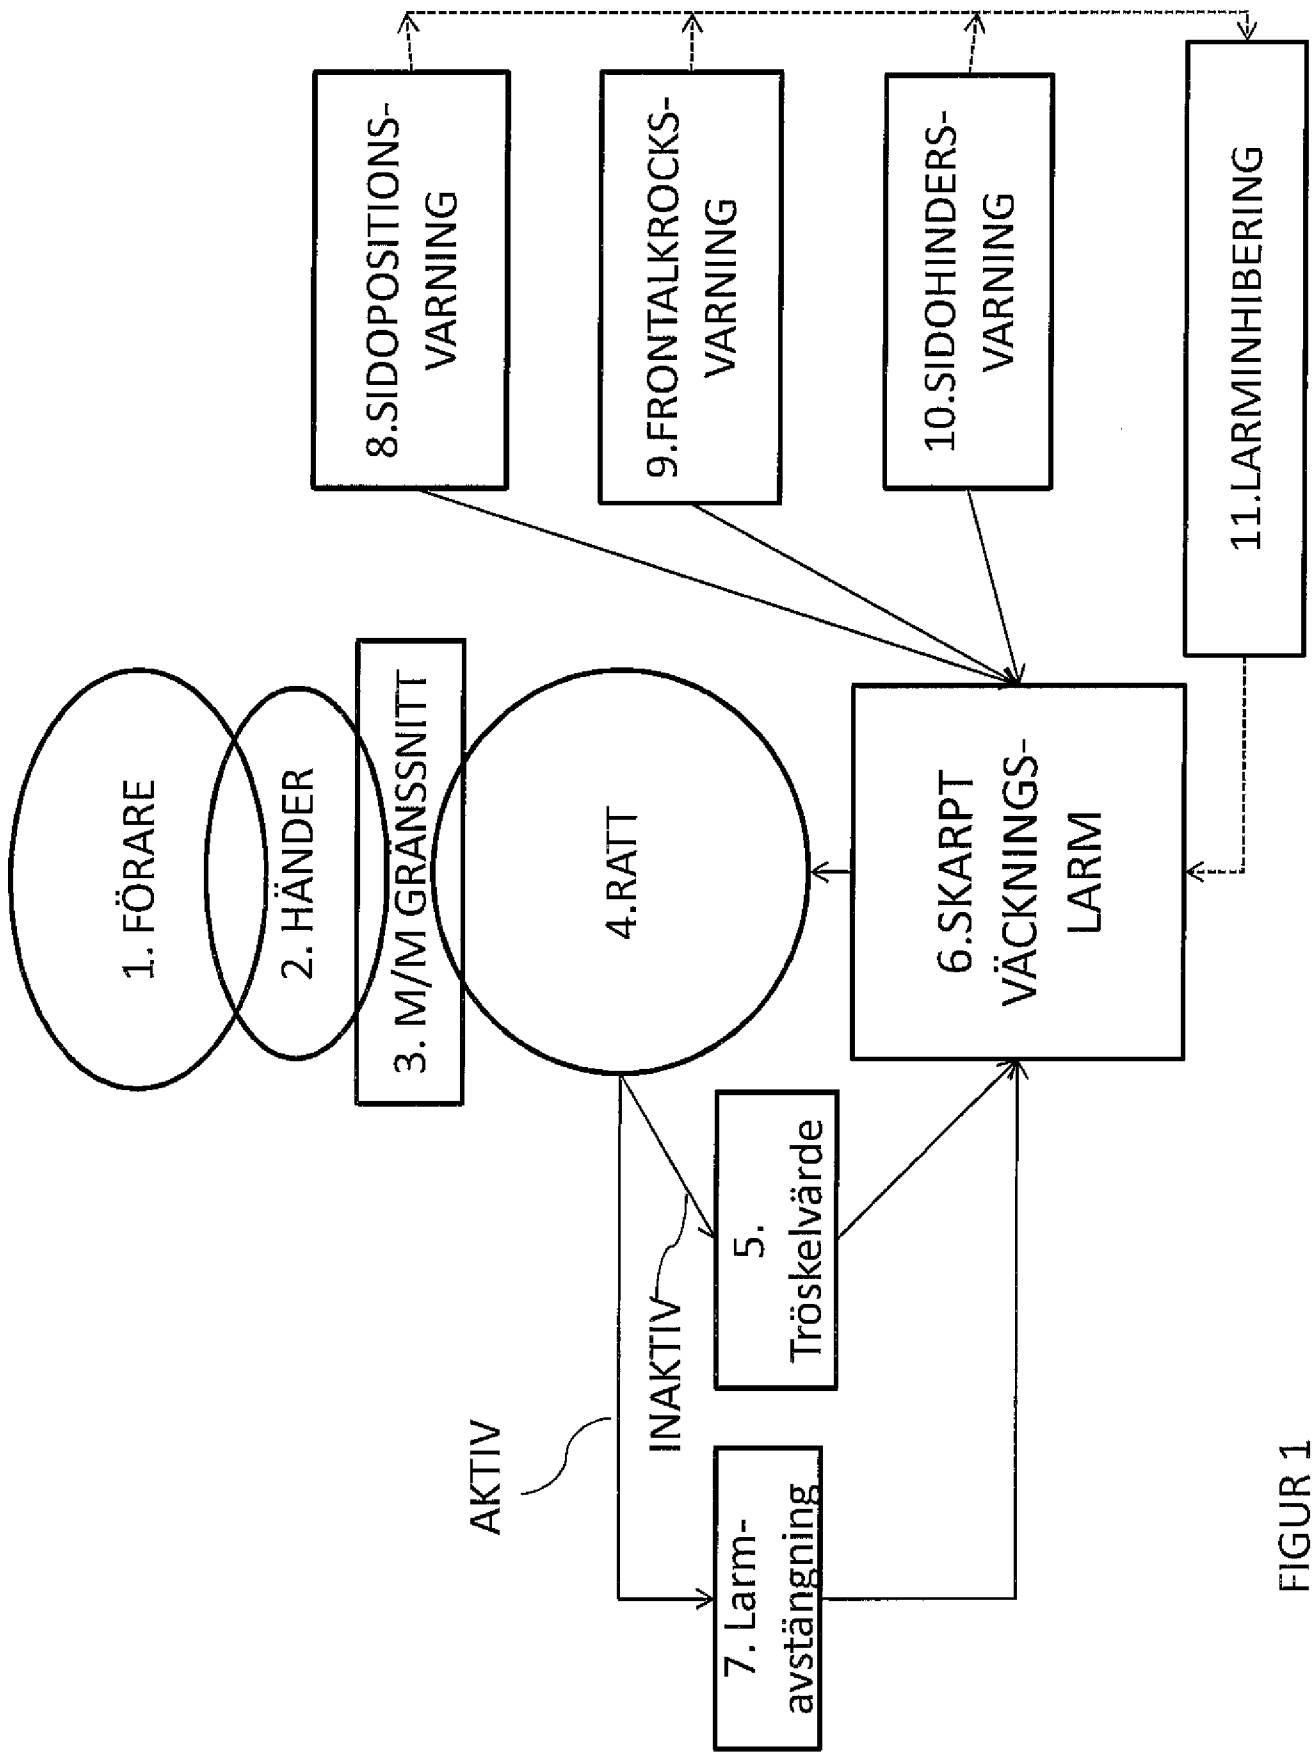 1. FÖRARE
2. HÄNDER
3. M/M GRANSSNITT
4.RATT
AKTIV
INAKTIV
5.
Tröskelvärde
7. Larm-
avstängning
6.SKARPT
VÄCKNINGS-
LARM
8.SIDOPOSITIONS-
VARNING
9.FRONTALKROCKS-
VARNING
10.SIDOHINDERS-
VARNING
11.LARMINHIBERING
FIGUR 1